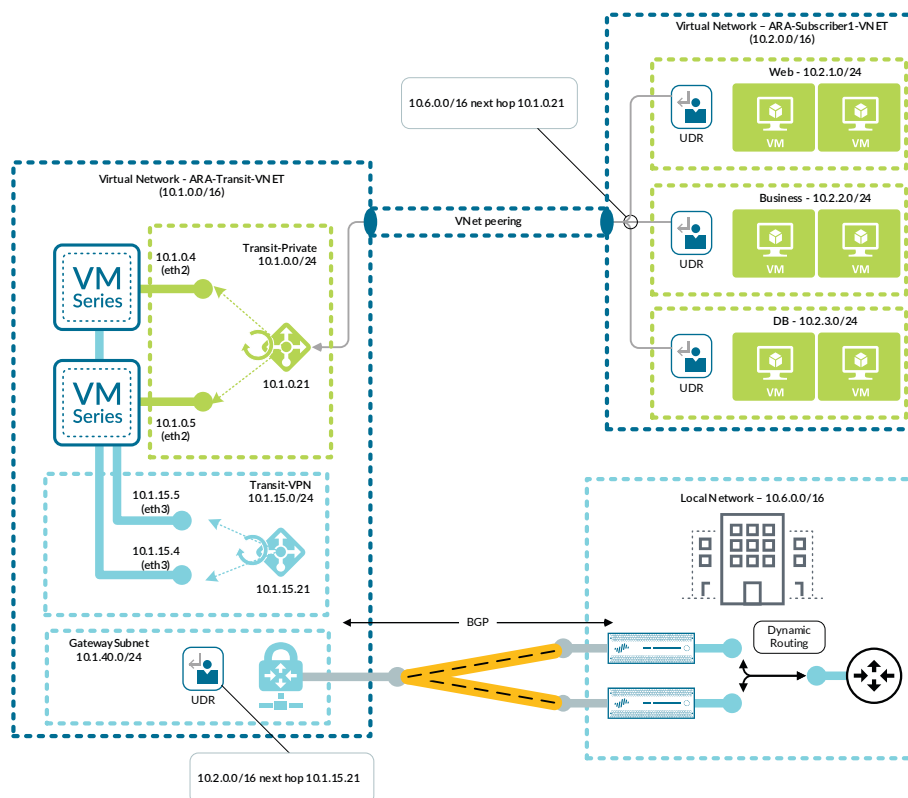 Virtual Network – ARA-Subscriber1-VNET
(10.2.0.0/16)
Web - 10.2.1.0/24
UDR
VM
VM
10.6.0.0/16 next hop 10.1.0.21
Business - 10.2.2.0/24
UDR
VM
VM
DB - 10.2.3.0/24
UDR
VM
VM
VNet peering
Virtual Network - ARA-Transit-VNET
(10.1.0.0/16)
Transit-Private
10.1.0.0/24
VM
Series
10.1.0.4
(eth2)
10.1.0.21
VM
Series
10.1.0.5
(eth2)
Transit-VPN
10.1.15.0/24
10.1.15.5
(eth3)
10.1.15.4
(eth3)
10.1.15.21
Gateway Subnet
10.1.40.0/24
UDR
10.2.0.0/16 next hop 10.1.15.21
BGP
Local Network – 10.6.0.0/16
Dynamic
Routing